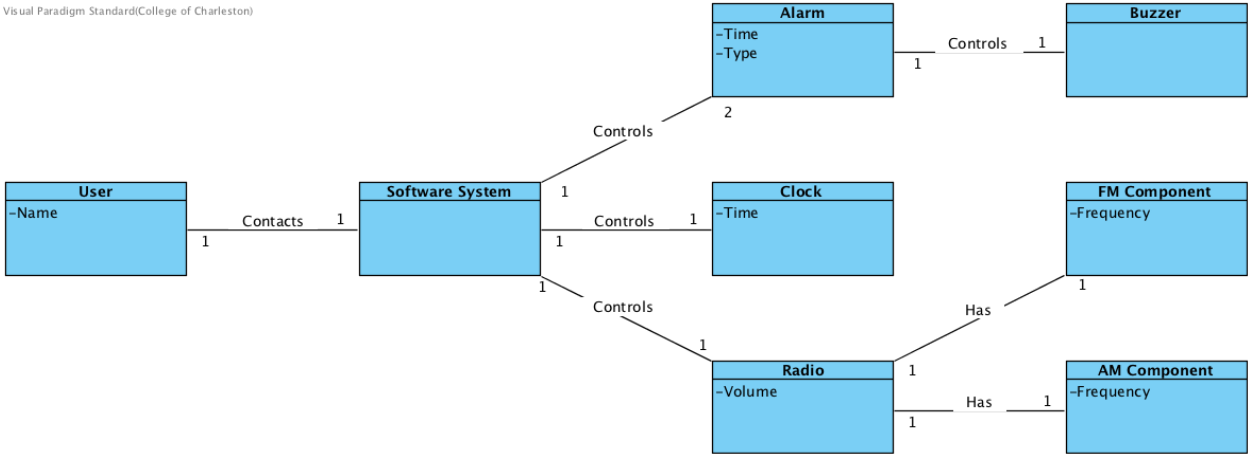 Visual Paradigm Standard(College of Charleston)
Alarm
-Time
-Type
1
Controls
1
Buzzer
2
Controls
1
User
-Name
1
Contacts
1
Software System
1
Controls
1
Clock
-Time
FM Component
-Frequency
1
Controls
1
1
Has
1
Radio
-Volume
1
Has
1
AM Component
-Frequency